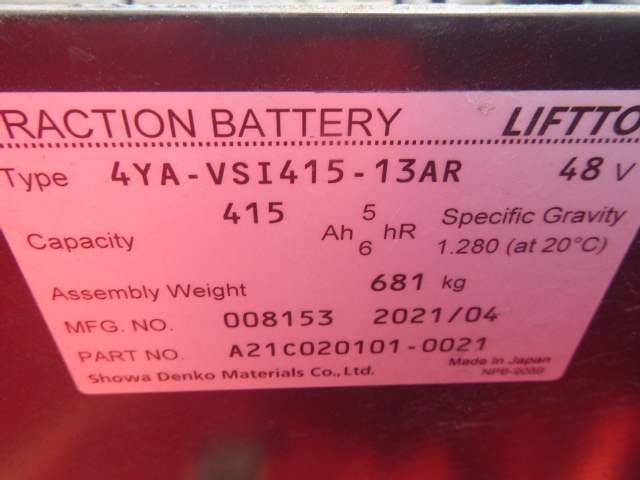 RACTION BATTERY LIFTTO
Type 4YA-VSI415-13AR 48 V
Capacity 415 Ah 5 6 hR Specific Gravity
1.280 (at 20°C)
Assembly Weight 681 kg
MFG. NO. 008153 2021/04
PART NO. A21C020101-0021
Made in Japan
Showa Denko Materials Co., Ltd. NPB-908B